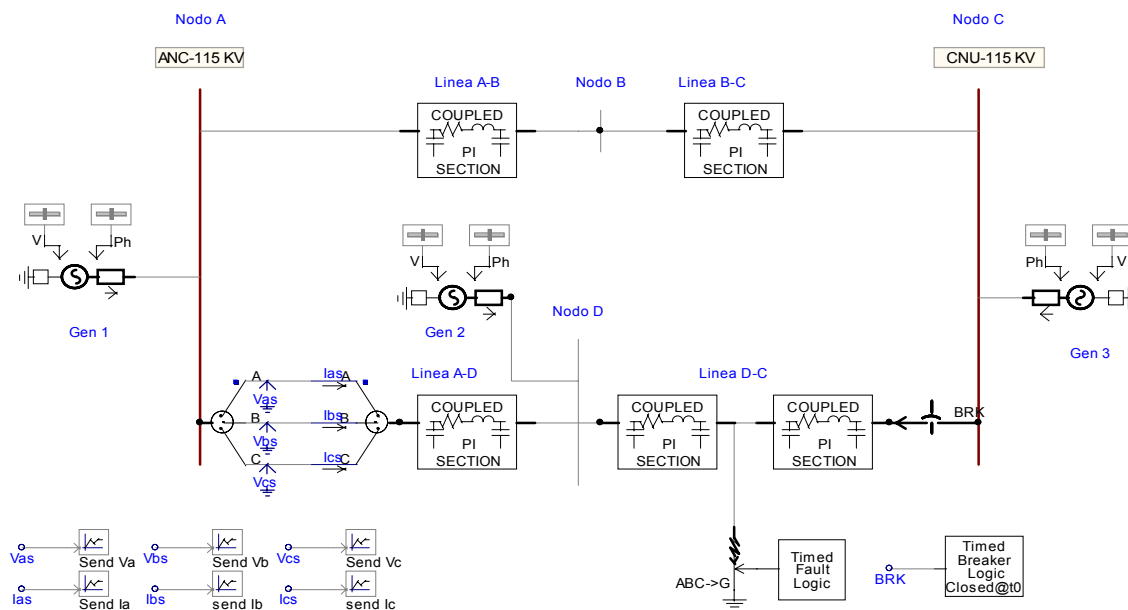 Nodo A
Nodo C
ANC-115 KV
CNU-115 KV
Linea A-B
Nodo B
Linea B-C
COUPLED
PI
SECTION
COUPLED
PI
SECTION
V
Ph
V
Ph
Ph
V
Gen 1
Gen 2
Nodo D
Gen 3
A
Ias
A
Vas
Linea A-D
Linea D-C
B
Ibs
B
Vbs
C
Ics
C
Vcs
COUPLED
PI
SECTION
COUPLED
PI
SECTION
COUPLED
PI
SECTION
BRK
Vas
Send Va
Vbs
Send Vb
Vcs
Send Vc
Ias
Send Ia
Ibs
send Ib
Ics
send Ic
ABC->G
Timed
Fault
Logic
BRK
Timed
Breaker
Logic
Closed@t0